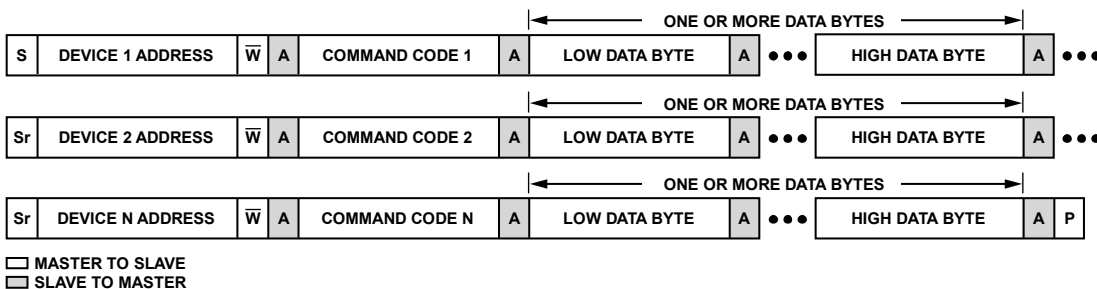 ONE OR MORE DATA BYTES
S DEVICE 1 ADDRESS W̅ A COMMAND CODE 1 A LOW DATA BYTE A ••• HIGH DATA BYTE A •••
ONE OR MORE DATA BYTES
Sr DEVICE 2 ADDRESS W̅ A COMMAND CODE 2 A LOW DATA BYTE A ••• HIGH DATA BYTE A •••
ONE OR MORE DATA BYTES
Sr DEVICE N ADDRESS W̅ A COMMAND CODE N A LOW DATA BYTE A ••• HIGH DATA BYTE A P
MASTER TO SLAVE
SLAVE TO MASTER